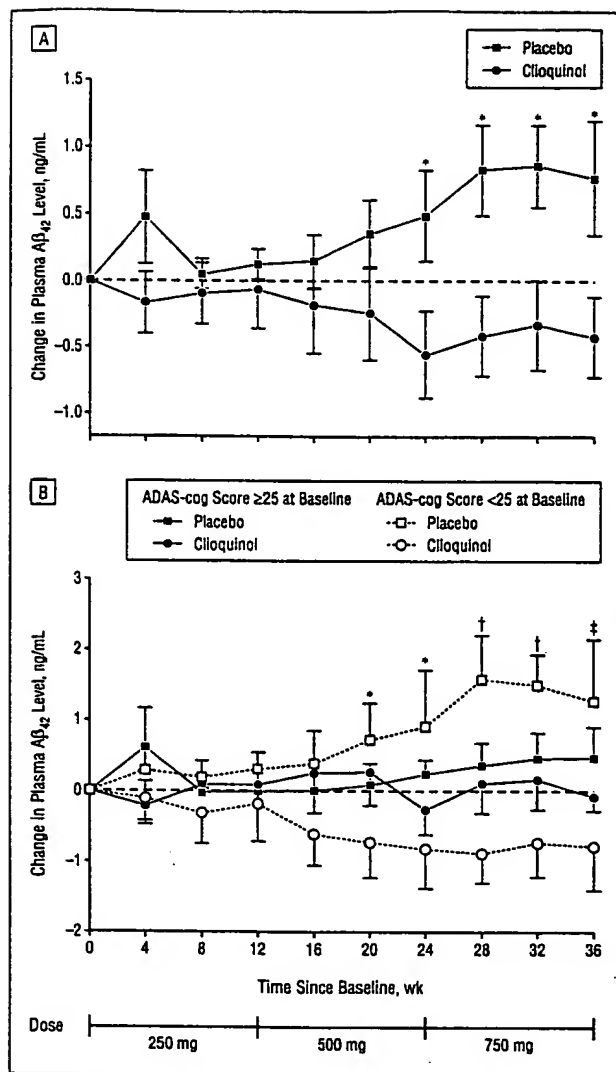 A
Placebo
Clioquinol
1.5
1.0
0.5
0.0
−0.5
−1.0
Change in Plasma Aβ42 Level, ng/mL
*
*
*
*
B
ADAS-cog Score ≥25 at Baseline
Placebo
Clioquinol
ADAS-cog Score <25 at Baseline
Placebo
Clioquinol
3
2
1
0
−1
−2
Change in Plasma Aβ42 Level, ng/mL
*
*
†
†
‡
0 4 8 12 16 20 24 28 32 36
Time Since Baseline, wk
Dose
250 mg 500 mg 750 mg